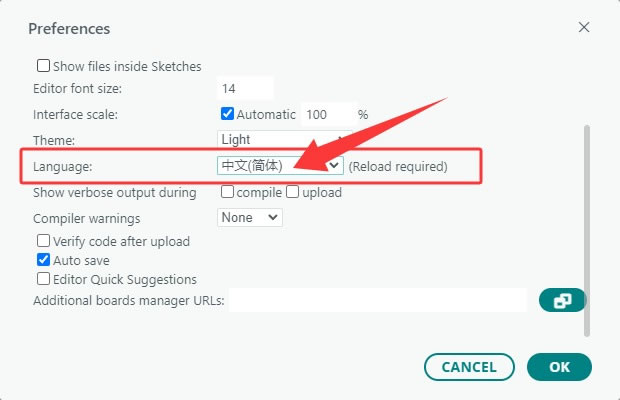 Preferences
Show files inside Sketches
Editor font size: 14
Interface scale: Automatic 100 %
Theme: Light
Language: 中文(简体) (Reload required)
Show verbose output during compile upload
Compiler warnings None
Verify code after upload
Auto save
Editor Quick Suggestions
Additional boards manager URLs:
CANCEL OK